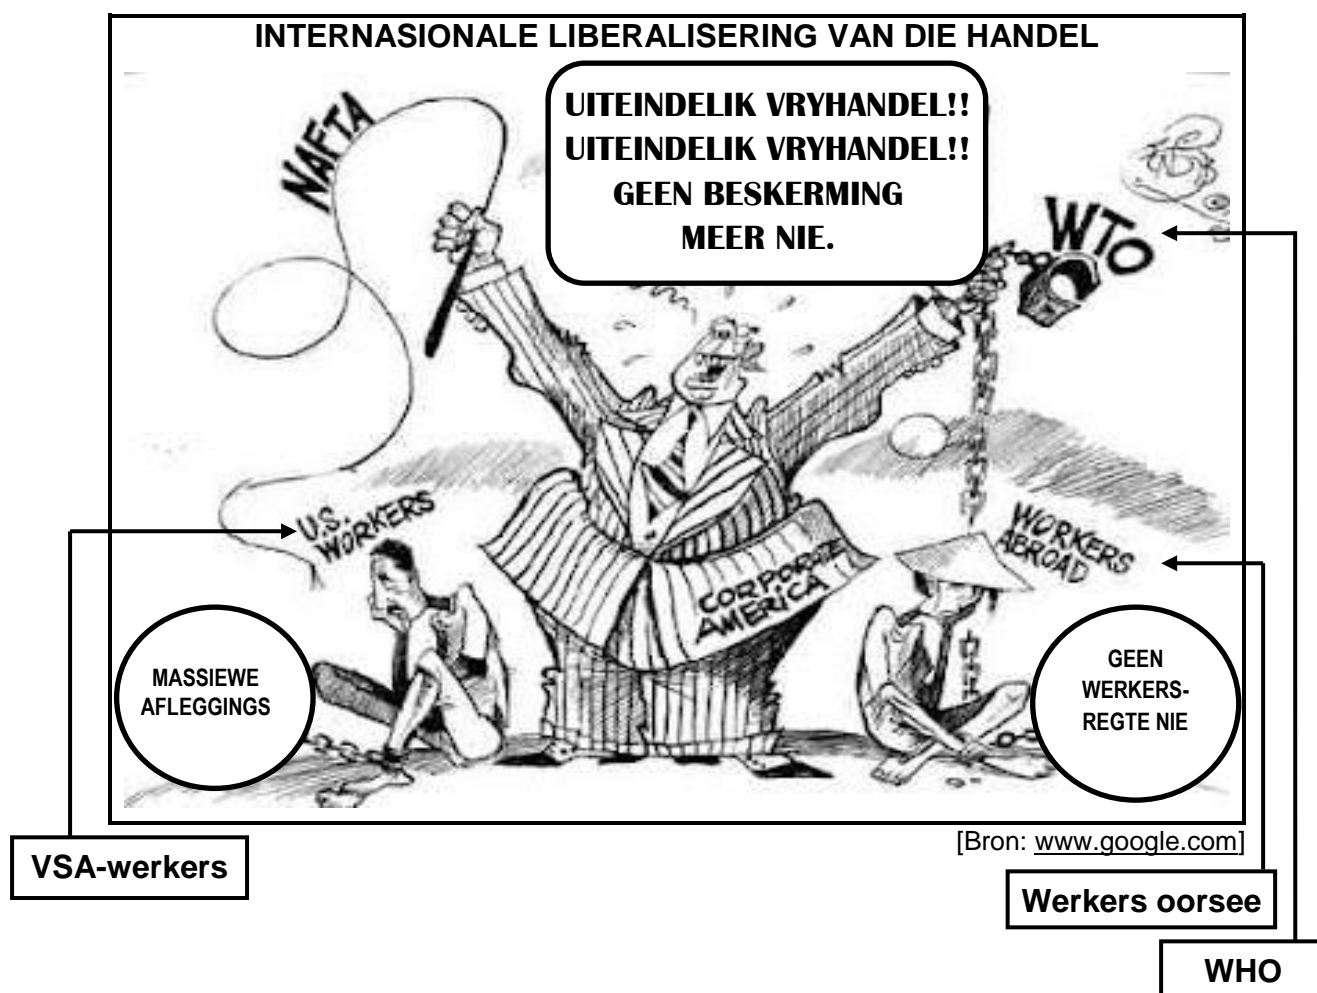 INTERNASIONALE LIBERALISERING VAN DIE HANDEL
UITEINDELIK VRYHANDEL!!
UITEINDELIK VRYHANDEL!!
GEEN BESKERMING
MEER NIE.
NAFTA
WTO
U.S.
WORKERS
WORKERS
ABROAD
CORPORATE
AMERICA
MASSIEWE
AFLEGGINGS
GEEN
WERKERS-
REGTE NIE
[Bron: www.google.com]
VSA-werkers
Werkers oorsee
WHO